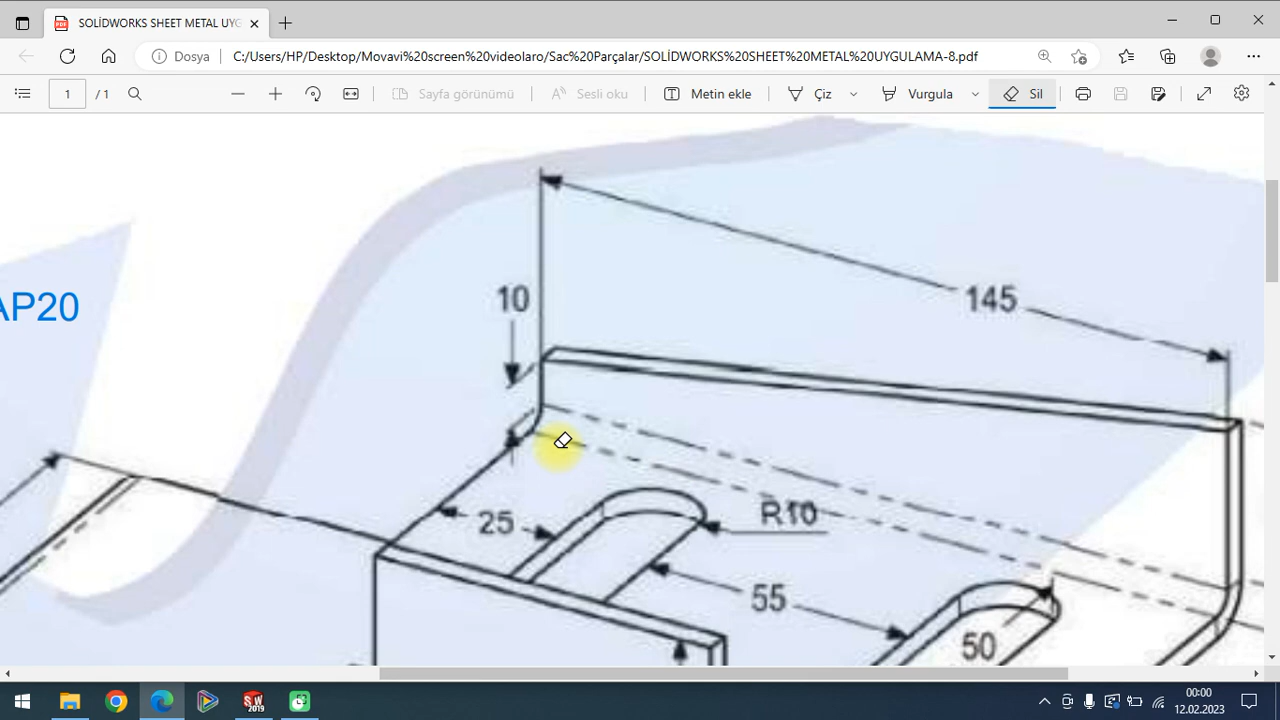 SOLİDWORKS SHEET METAL UYG
Dosya
C:/Users/HP/Desktop/Movavi%20screen%20videolaro/Sac%20Parçalar/SOLİDWORKS%20SHEET%20METAL%20UYGULAMA-8.pdf
1 / 1 Sayfa görünümü Sesli oku Metin ekle Çiz Vurgula Sil
145
10
AP20
25
R10
55
50
SW 2019
00:00
12.02.2023